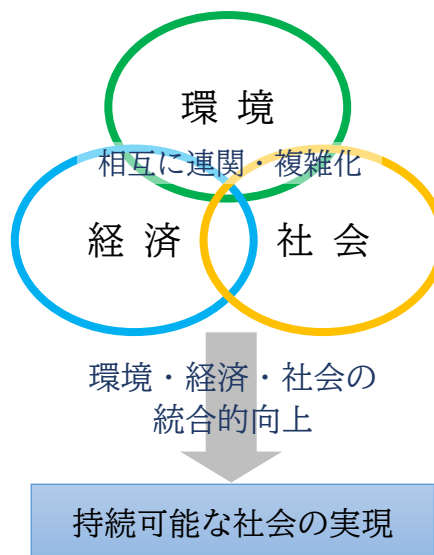 環 境
相互に連関・複雑化
経 済
社 会
環境・経済・社会の
統合的向上
持続可能な社会の実現